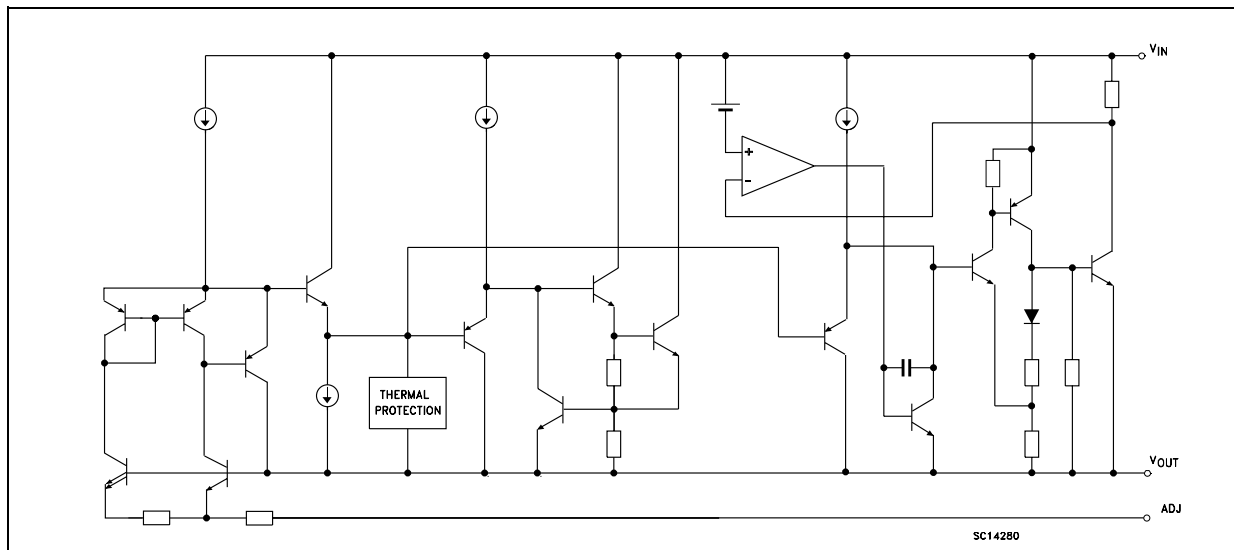 VIN
+
-
THERMAL
PROTECTION
VOUT
ADJ
SC14280